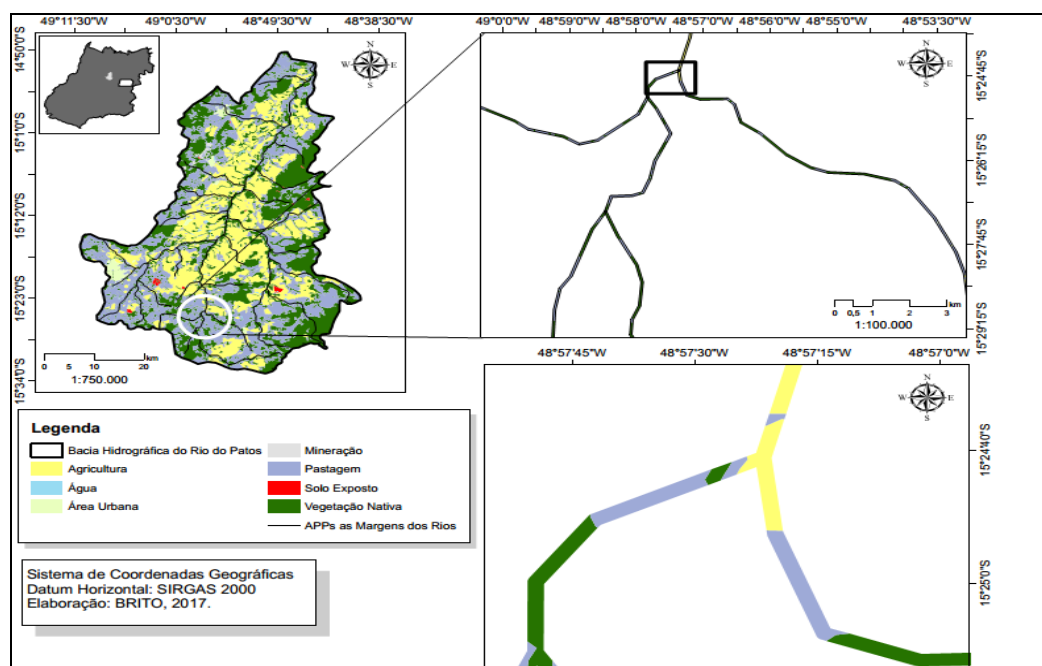 49°11'30"W 49°0'30"W 48°49'30"W 48°38'30"W
14°50'0"S
15°1'0"S
15°12'0"S
15°23'0"S
15°34'0"S
N
W E
S
0 5 10 20
km
1:750.000
49°0'0"W 48°59'0"W 48°58'0"W 48°57'0"W 48°56'0"W 48°55'0"W 48°53'30"W
N
W E
S
15°24'45"S
15°26'15"S
15°27'45"S
15°29'15"S
0 0,5 1 2 3
km
1:100.000
48°57'45"W 48°57'30"W 48°57'15"W 48°57'0"W
N
W E
S
15°24'40"S
15°25'0"S
Legenda
Bacia Hidrográfica do Rio do Patos
Agricultura
Água
Área Urbana
Mineração
Pastagem
Solo Exposto
Vegetação Nativa
APPs as Margens dos Rios
Sistema de Coordenadas Geográficas
Datum Horizontal: SIRGAS 2000
Elaboração: BRITO, 2017.